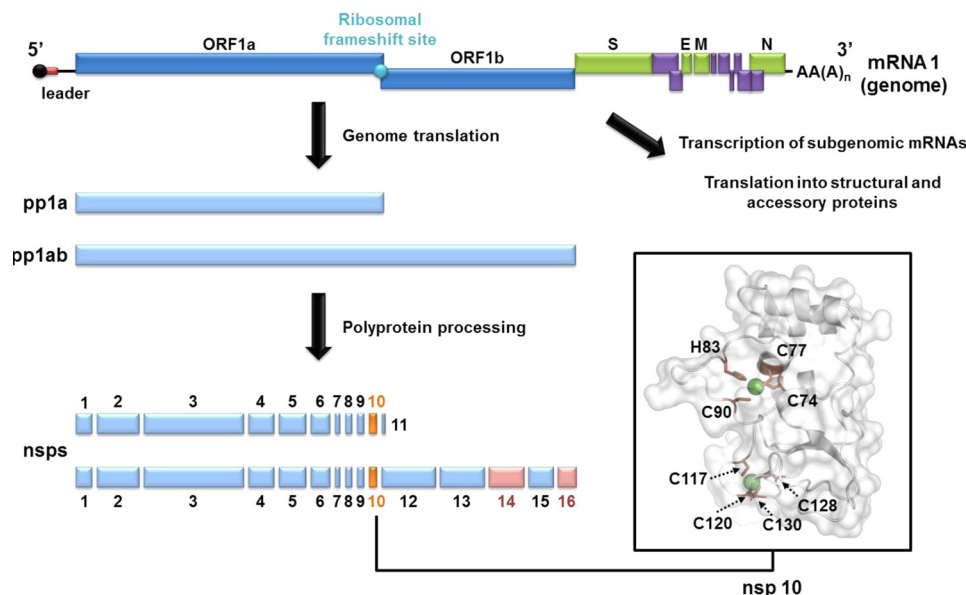 Ribosomal
frameshift site
5’
ORF1a
ORF1b
S
E M
N
3’
mRNA 1
(genome)
AA(A)n
leader
Genome translation
Transcription of subgenomic mRNAs
Translation into structural and
accessory proteins
pp1a
pp1ab
Polyprotein processing
H83
C77
C90
C74
C117
C128
C120
C130
1 2 3 4 5 6 7 8 9 10
11
nsps
1 2 3 4 5 6 7 8 9 10 12 13 14 15 16
nsp 10